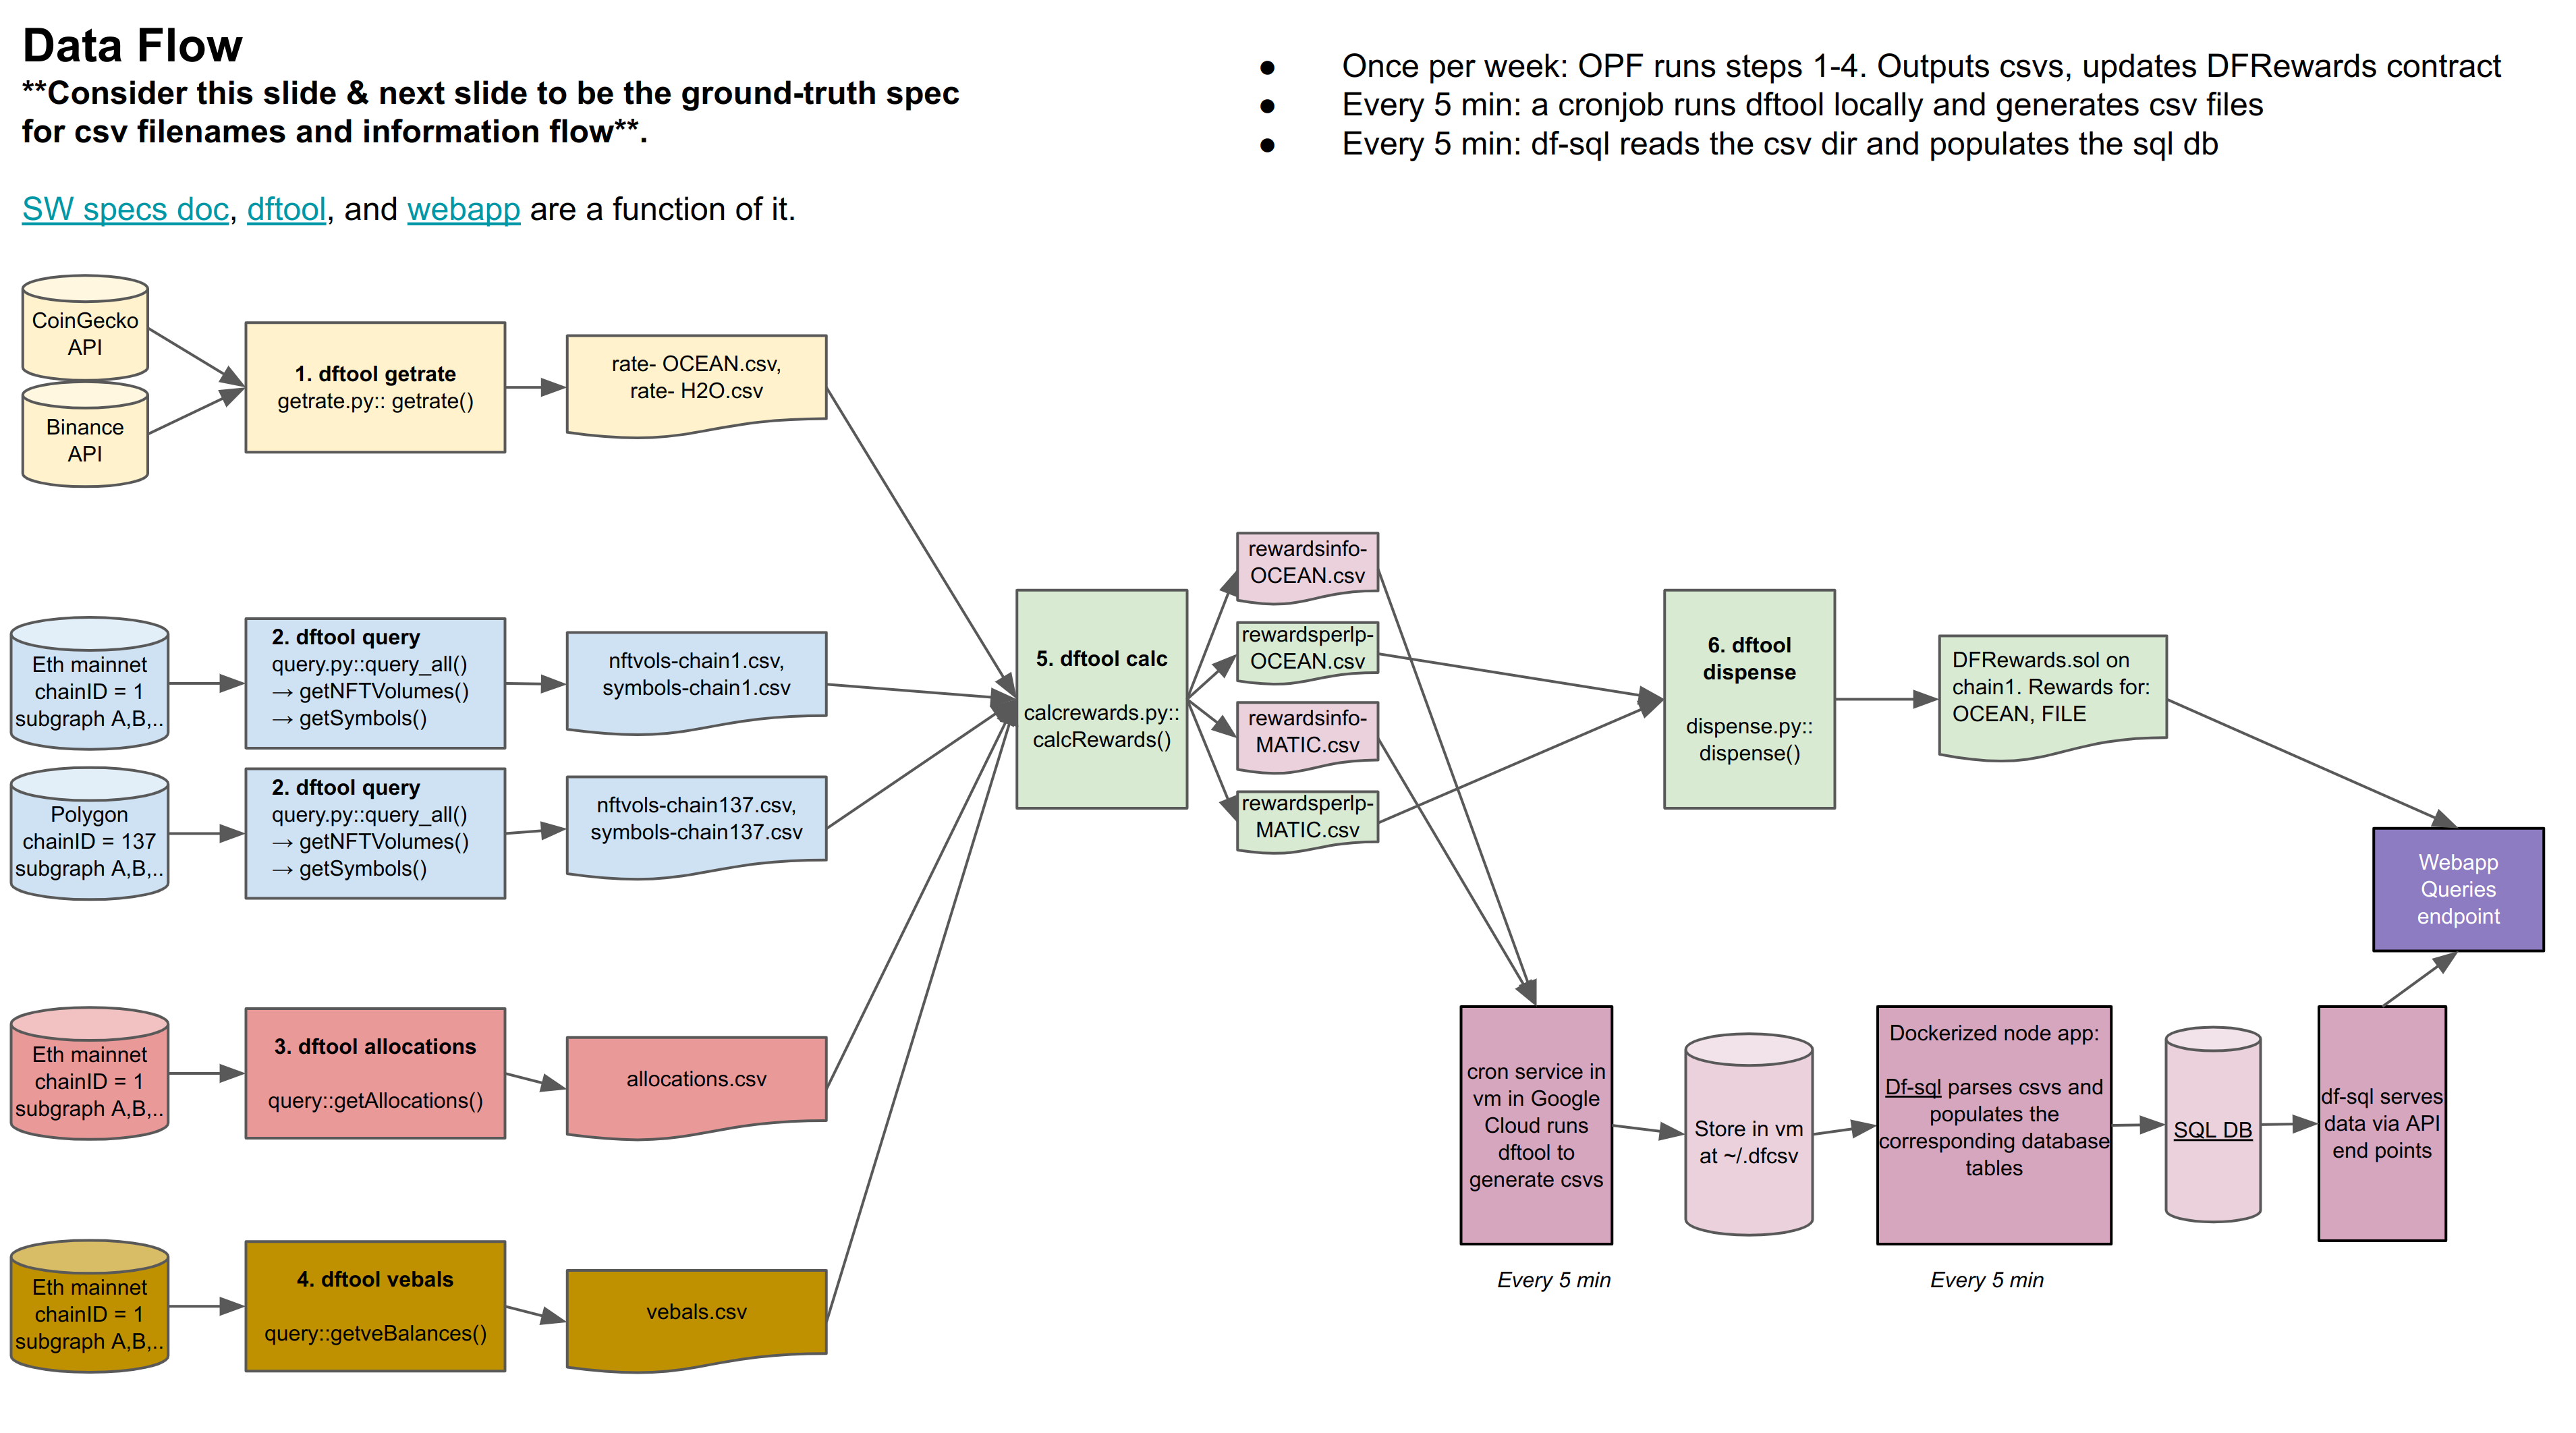 Data Flow
**Consider this slide & next slide to be the ground-truth spec
for csv filenames and information flow**.
SW specs doc, dftool, and webapp are a function of it.
● Once per week: OPF runs steps 1-4. Outputs csvs, updates DFRewards contract
● Every 5 min: a cronjob runs dftool locally and generates csv files
● Every 5 min: df-sql reads the csv dir and populates the sql db
CoinGecko
API
Binance
API
1. dftool getrate
getrate.py:: getrate()
rate- OCEAN.csv,
rate- H2O.csv
Eth mainnet
chainID = 1
subgraph A,B,..
2. dftool query
query.py::query_all()
→ getNFTVolumes()
→ getSymbols()
nftvols-chain1.csv,
symbols-chain1.csv
Polygon
chainID = 137
subgraph A,B,..
2. dftool query
query.py::query_all()
→ getNFTVolumes()
→ getSymbols()
nftvols-chain137.csv,
symbols-chain137.csv
Eth mainnet
chainID = 1
subgraph A,B,..
3. dftool allocations
query::getAllocations()
allocations.csv
Eth mainnet
chainID = 1
subgraph A,B,..
4. dftool vebals
query::getveBalances()
vebals.csv
5. dftool calc
calcrewards.py::
calcRewards()
rewardsinfo-
OCEAN.csv
rewardsperlp-
OCEAN.csv
rewardsinfo-
MATIC.csv
rewardsperlp-
MATIC.csv
6. dftool
dispense
dispense.py::
dispense()
DFRewards.sol on
chain1. Rewards for:
OCEAN, FILE
Webapp
Queries
endpoint
cron service in
vm in Google
Cloud runs
dftool to
generate csvs
Every 5 min
Store in vm
at ~/.dfcsv
Dockerized node app:
Df-sql parses csvs and
populates the
corresponding database
tables
Every 5 min
SQL DB
df-sql serves
data via API
end points